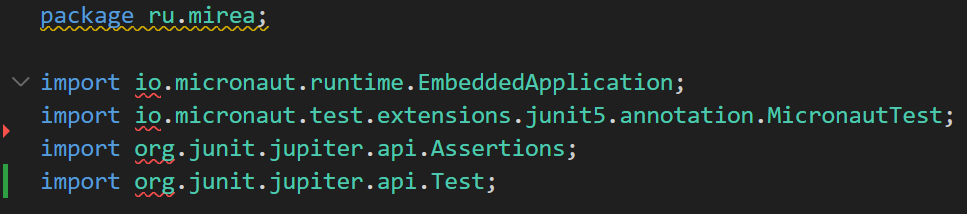 package ru.mirea;
import io.micronaut.runtime.EmbeddedApplication;
import io.micronaut.test.extensions.junit5.annotation.MicronautTest;
import org.junit.jupiter.api.Assertions;
import org.junit.jupiter.api.Test;